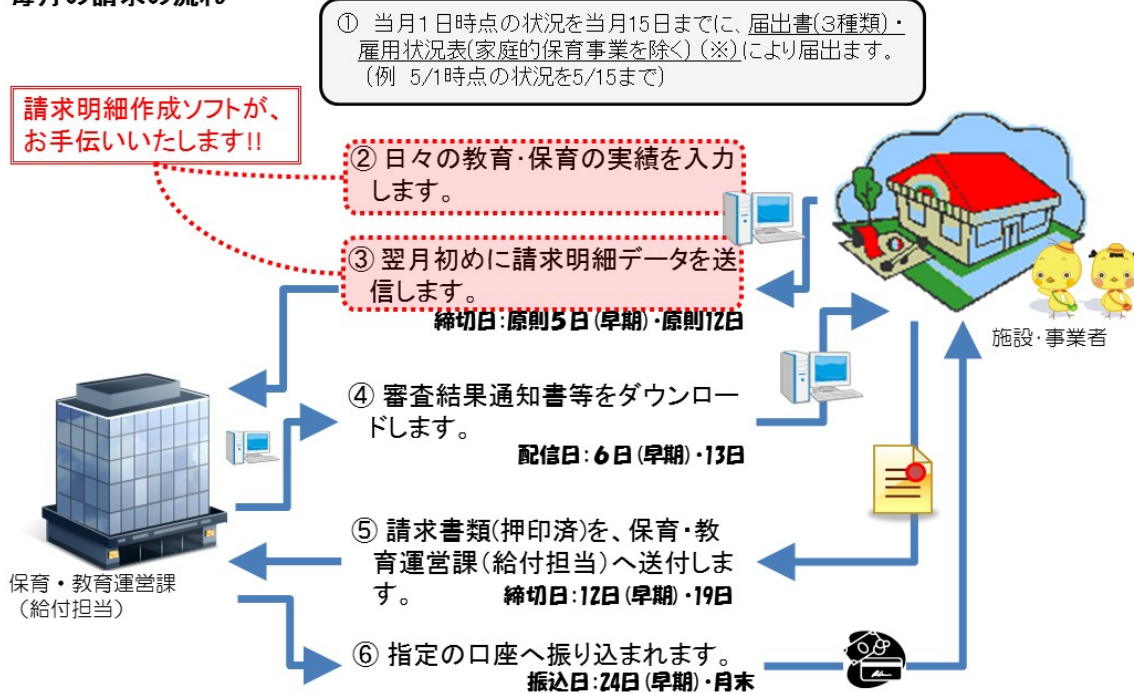 毎月の請求の流れ
① 当月1日時点の状況を当月15日までに、届出書(3種類)・
雇用状況表(家庭的保育事業を除く)(※)により届出ます。
(例 5/1時点の状況を5/15まで)
請求明細作成ソフトが、
お手伝いいたします!!
② 日々の教育・保育の実績を入力
します。
③ 翌月初めに請求明細データを送
信します。
締切日:原則5日(早期)・原則12日
施設・事業者
④ 審査結果通知書等をダウンロー
ドします。
配信日:6日(早期)・13日
⑤ 請求書類(押印済)を、保育・教
育運営課(給付担当)へ送付しま
す。 締切日:12日(早期)・19日
保育・教育運営課
(給付担当)
⑥ 指定の口座へ振り込まれます。
振込日:24日(早期)・月末